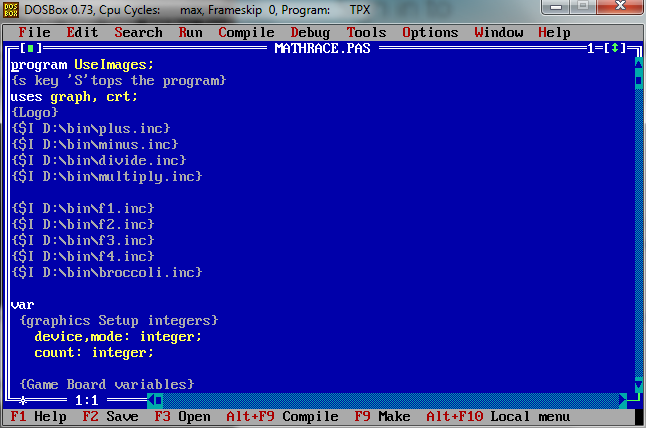 DOSBox 0.73, Cpu Cycles: max, Frameskip 0, Program: TPX
File Edit Search Run Compile Debug Tools Options Window Help
MATHRACE.PAS 1=[↕]
program UseImages;
{s key 'S'tops the program}
uses graph, crt;
{Logo}
{$I D:\bin\plus.inc}
{$I D:\bin\minus.inc}
{$I D:\bin\divide.inc}
{$I D:\bin\multiply.inc}
{$I D:\bin\f1.inc}
{$I D:\bin\f2.inc}
{$I D:\bin\f3.inc}
{$I D:\bin\f4.inc}
{$I D:\bin\broccoli.inc}
var
{graphics Setup integers}
device,mode: integer;
count: integer;
{Game Board variables}
1:1
F1 Help F2 Save F3 Open Alt+F9 Compile F9 Make Alt+F10 Local menu